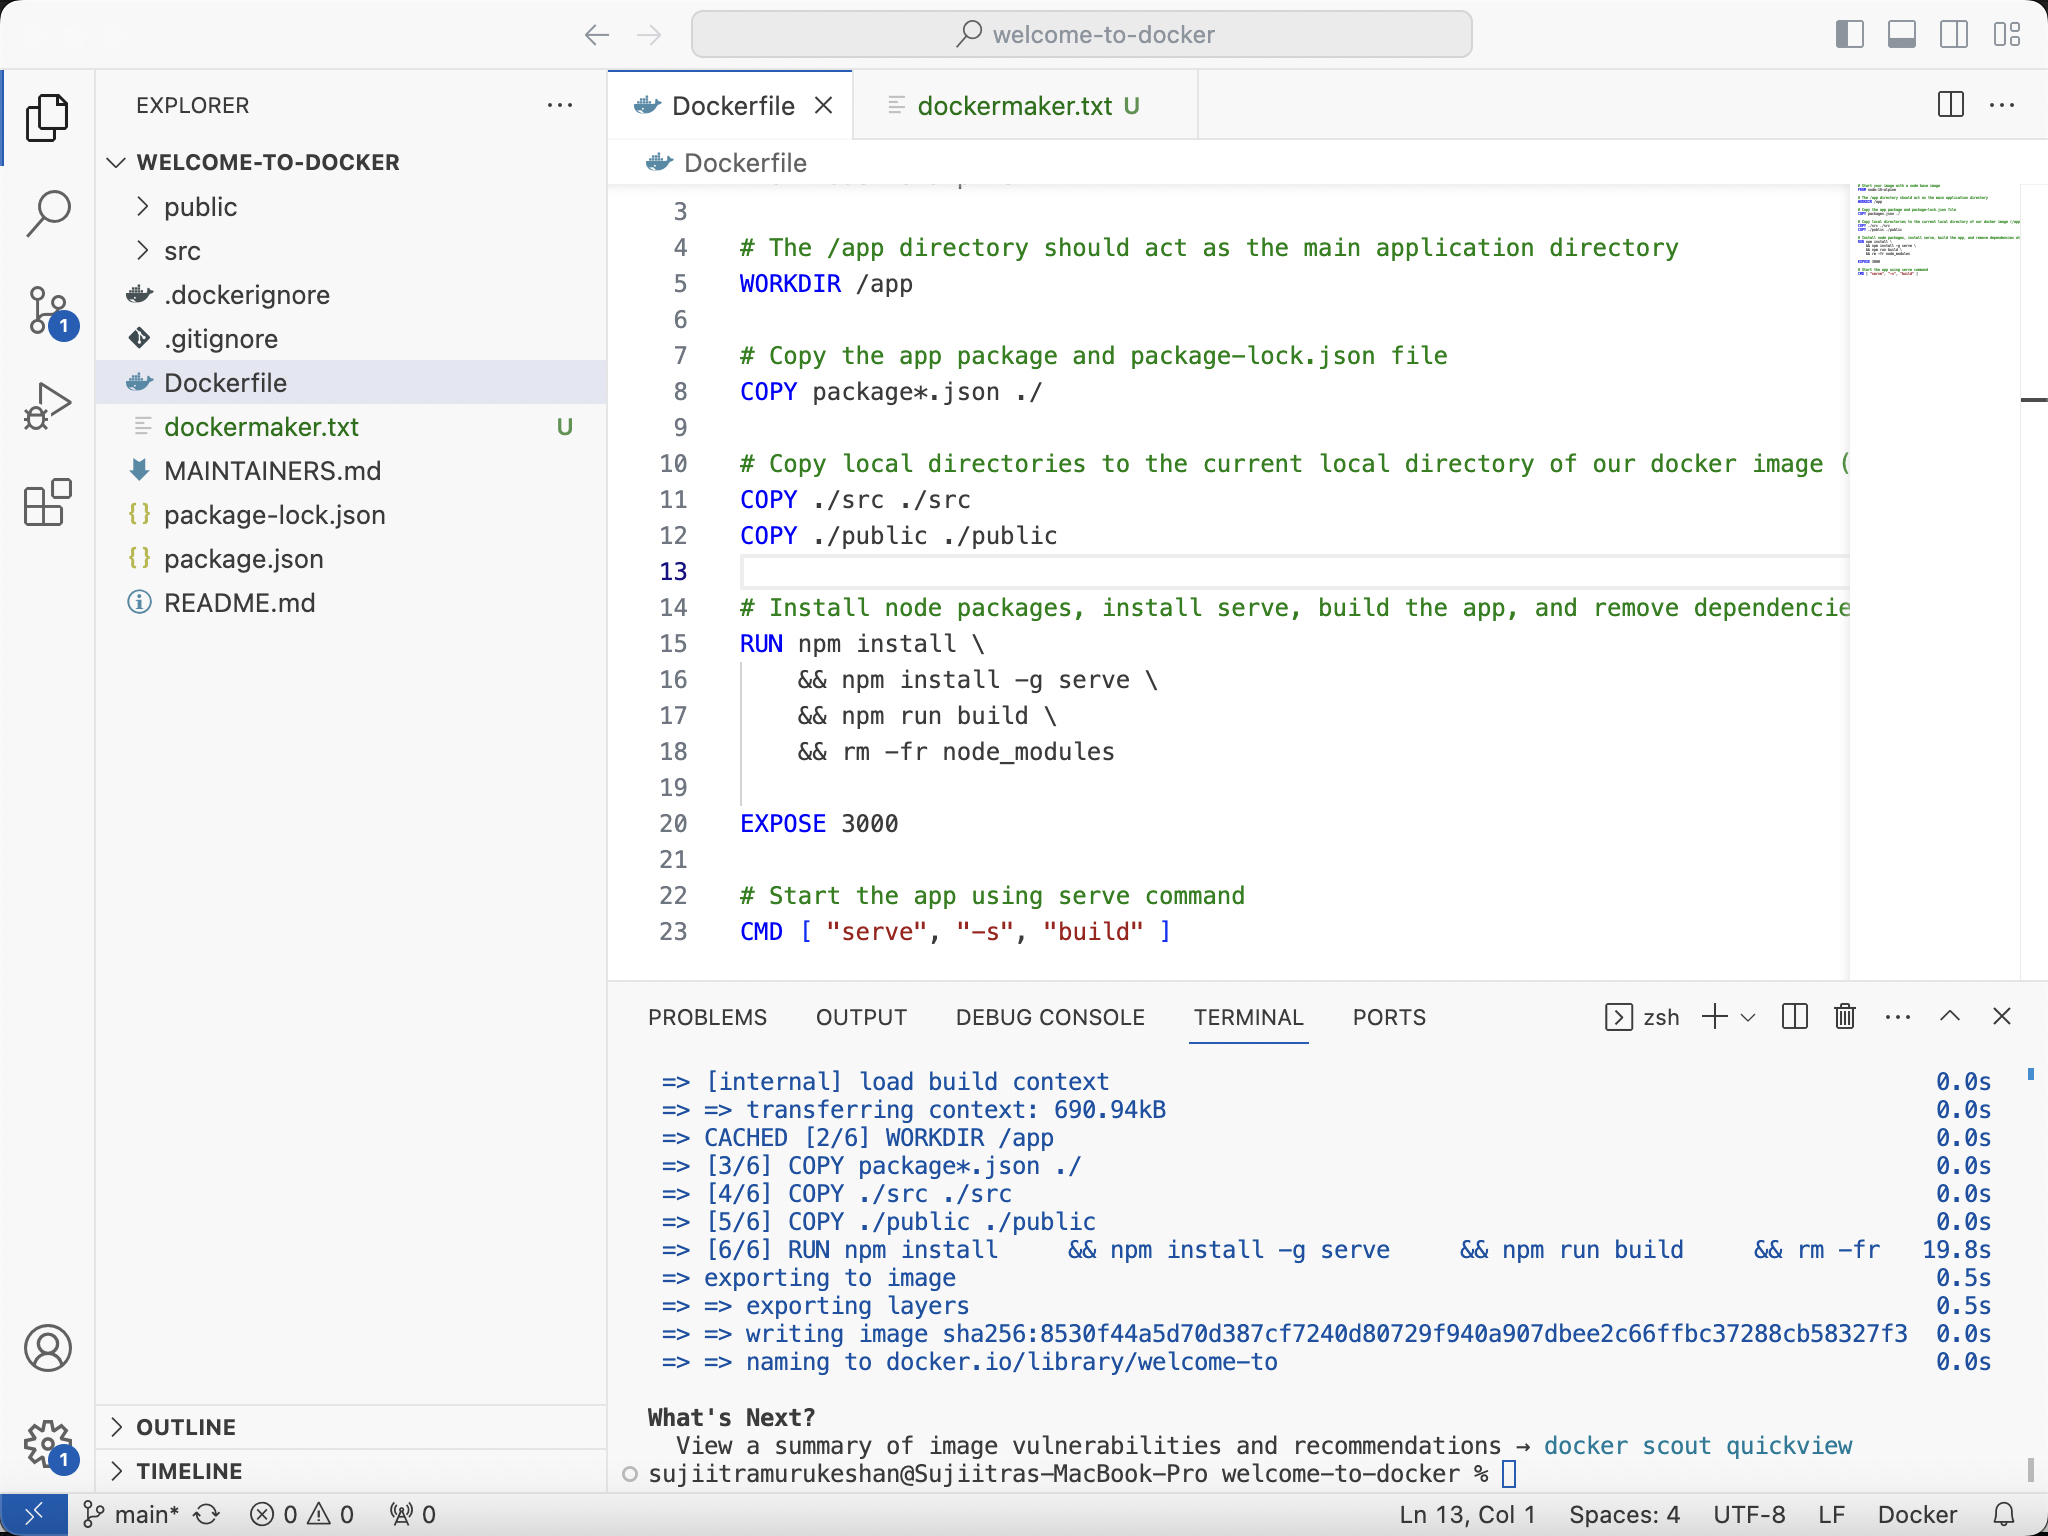 welcome-to-docker
EXPLORER
WELCOME-TO-DOCKER
public
src
.dockerignore
.gitignore
Dockerfile
dockermaker.txt U
MAINTAINERS.md
package-lock.json
package.json
README.md
OUTLINE
TIMELINE
1
1
Dockerfile
dockermaker.txt U
Dockerfile
3
4 # The /app directory should act as the main application directory
5 WORKDIR /app
6
7 # Copy the app package and package-lock.json file
8 COPY package*.json ./
9
10 # Copy local directories to the current local directory of our docker image (
11 COPY ./src ./src
12 COPY ./public ./public
13
14 # Install node packages, install serve, build the app, and remove dependencie
15 RUN npm install \
16 && npm install -g serve \
17 && npm run build \
18 && rm -fr node_modules
19
20 EXPOSE 3000
21
22 # Start the app using serve command
23 CMD [ "serve", "-s", "build" ]
PROBLEMS OUTPUT DEBUG CONSOLE TERMINAL PORTS zsh
=> [internal] load build context 0.0s
=> => transferring context: 690.94kB 0.0s
=> CACHED [2/6] WORKDIR /app 0.0s
=> [3/6] COPY package*.json ./ 0.0s
=> [4/6] COPY ./src ./src 0.0s
=> [5/6] COPY ./public ./public 0.0s
=> [6/6] RUN npm install && npm install -g serve && npm run build && rm -fr 19.8s
=> exporting to image 0.5s
=> => exporting layers 0.5s
=> => writing image sha256:8530f44a5d70d387cf7240d80729f940a907dbee2c66ffbc37288cb58327f3 0.0s
=> => naming to docker.io/library/welcome-to 0.0s
What's Next?
View a summary of image vulnerabilities and recommendations → docker scout quickview
sujiitramurukeshan@Sujiitras-MacBook-Pro welcome-to-docker %
main* 0 0 0 Ln 13, Col 1 Spaces: 4 UTF-8 LF Docker